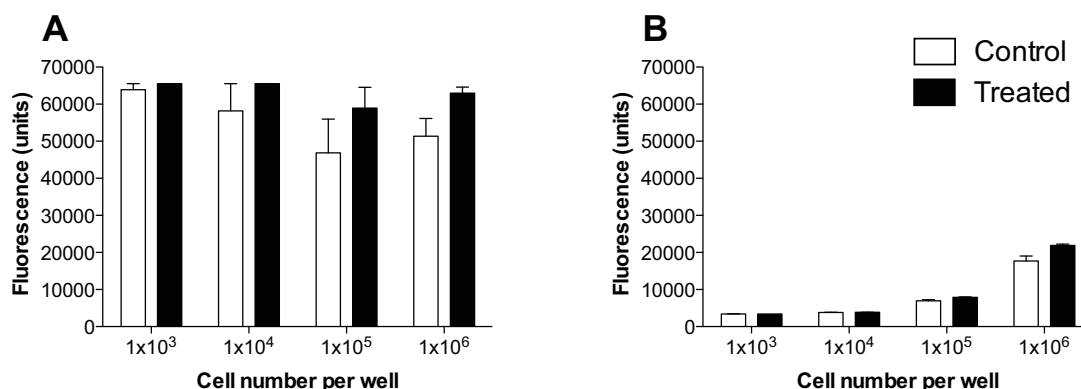 A
Fluorescence (units)
70000
60000
50000
40000
30000
20000
10000
0
1x10³
1x10⁴
1x10⁵
1x10⁶
Cell number per well
B
Control
Treated
Fluorescence (units)
70000
60000
50000
40000
30000
20000
10000
0
1x10³
1x10⁴
1x10⁵
1x10⁶
Cell number per well